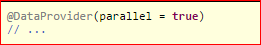 @DataProvider(parallel = true)
// ...